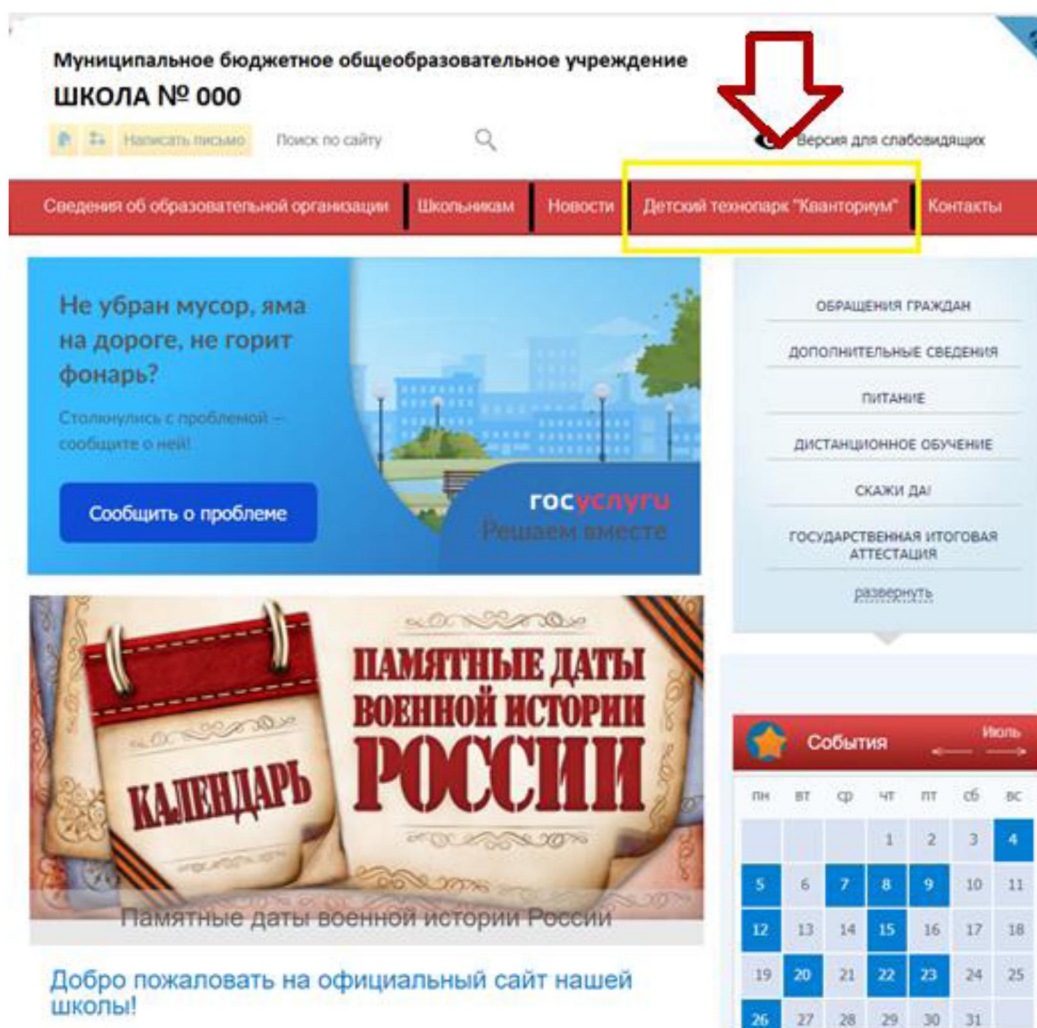 Муниципальное бюджетное общеобразовательное учреждение
ШКОЛА № 000
Написать письмо
Поиск по сайту
Версия для слабовидящих
Сведения об образовательной организации
Школьникам
Новости
Детский технопарк "Кванториум"
Контакты
Не убран мусор, яма
на дороге, не горит
фонарь?
Столкнулись с проблемой —
сообщите о ней!
Сообщить о проблеме
госуслуги
Решаем вместе
ОБРАЩЕНИЯ ГРАЖДАН
ДОПОЛНИТЕЛЬНЫЕ СВЕДЕНИЯ
ПИТАНИЕ
ДИСТАНЦИОННОЕ ОБУЧЕНИЕ
СКАЖИ ДА!
ГОСУДАРСТВЕННАЯ ИТОГОВАЯ
АТТЕСТАЦИЯ
развернуть
КАЛЕНДАРЬ
ПАМЯТНЫЕ ДАТЫ
ВОЕННОЙ ИСТОРИИ
РОССИИ
Памятные даты военной истории России
Добро пожаловать на официальный сайт нашей
школы!
События
Июль
пн вт ср чт пт сб вс
1 2 3 4
5 6 7 8 9 10 11
12 13 14 15 16 17 18
19 20 21 22 23 24 25
26 27 28 29 30 31